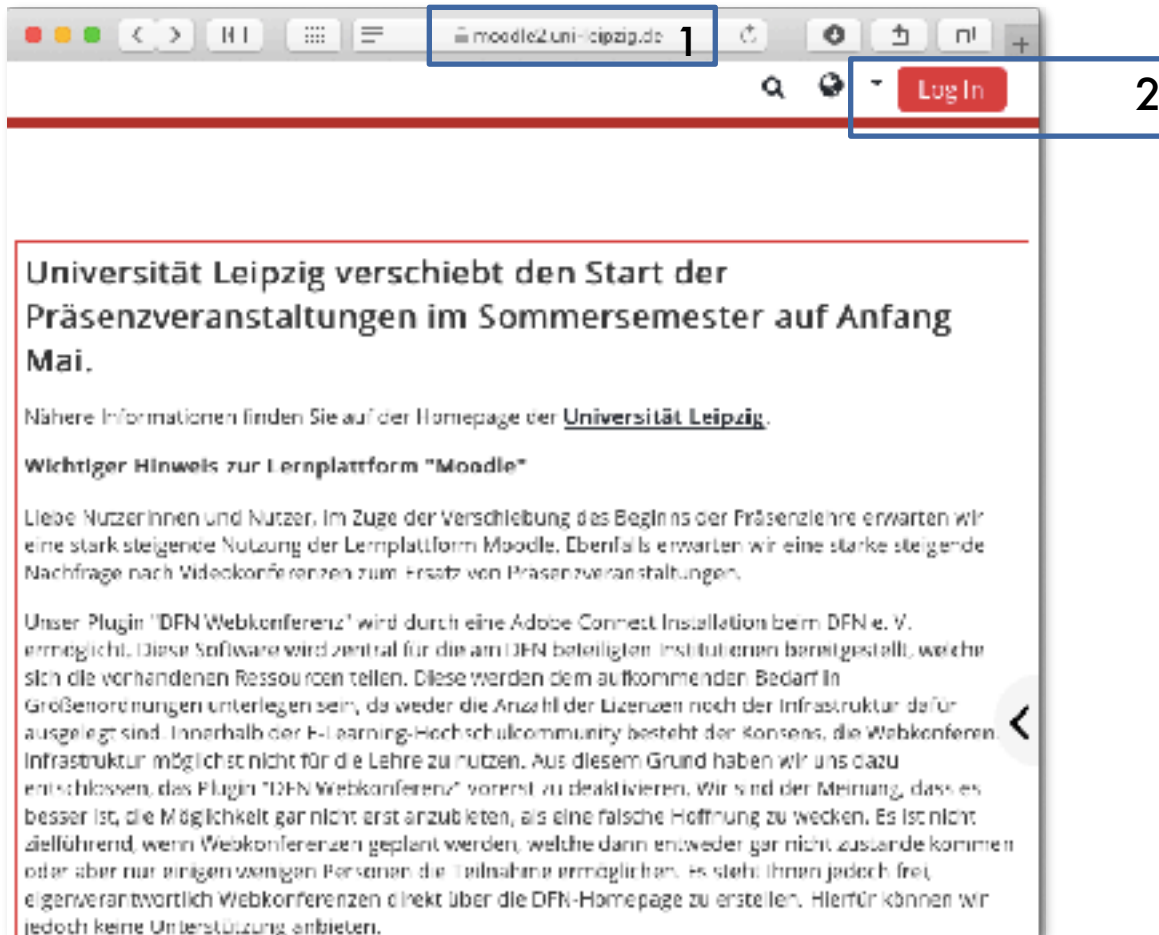 moodle2.uni-leipzig.de
1
Log In
2
Universität Leipzig verschiebt den Start der
Präsenzveranstaltungen im Sommersemester auf Anfang
Mai.
Nähere Informationen finden Sie auf der Homepage der Universität Leipzig.
Wichtiger Hinweis zur Lernplattform "Moodle"
Liebe Nutzerinnen und Nutzer, im Zuge der Verschiebung des Beginns der Präsenzlehre erwarten wir
eine stark steigende Nutzung der Lernplattform Moodle. Ebenfalls erwarten wir eine starke steigende
Nachfrage nach Videokonferenzen zum Ersatz von Präsenzveranstaltungen.
Unser Plugin "DFN Webkonferenz" wird durch eine Adobe Connect Installation beim DFN e. V.
ermöglicht. Diese Software wird zentral für die am DFN beteiligten Institutionen bereitgestellt, welche
sich die vorhandenen Ressourcen teilen. Diese werden dem aufkommenden Bedarf in
Größenordnungen unterlegen sein, da weder die Anzahl der Lizenzen noch der Infrastruktur dafür
ausgelegt sind. Innerhalb der E-Learning-Hochschulcommunity besteht der Konsens, die Webkonferen
Infrastruktur möglichst nicht für die Lehre zu nutzen. Aus diesem Grund haben wir uns dazu
entschlossen, das Plugin "DFN Webkonferenz" vorerst zu deaktivieren. Wir sind der Meinung, dass es
besser ist, die Möglichkeit gar nicht erst anzubieten, als eine falsche Hoffnung zu wecken. Es ist nicht
zielführend, wenn Webkonferenzen geplant werden, welche dann entweder gar nicht zustande kommen
oder aber nur einigen wenigen Personen die Teilnahme ermöglichen. Es steht Ihnen jedoch frei,
eigenverantwortlich Webkonferenzen direkt über die DFN-Homepage zu erstellen. Hierfür können wir
jedoch keine Unterstützung anbieten.